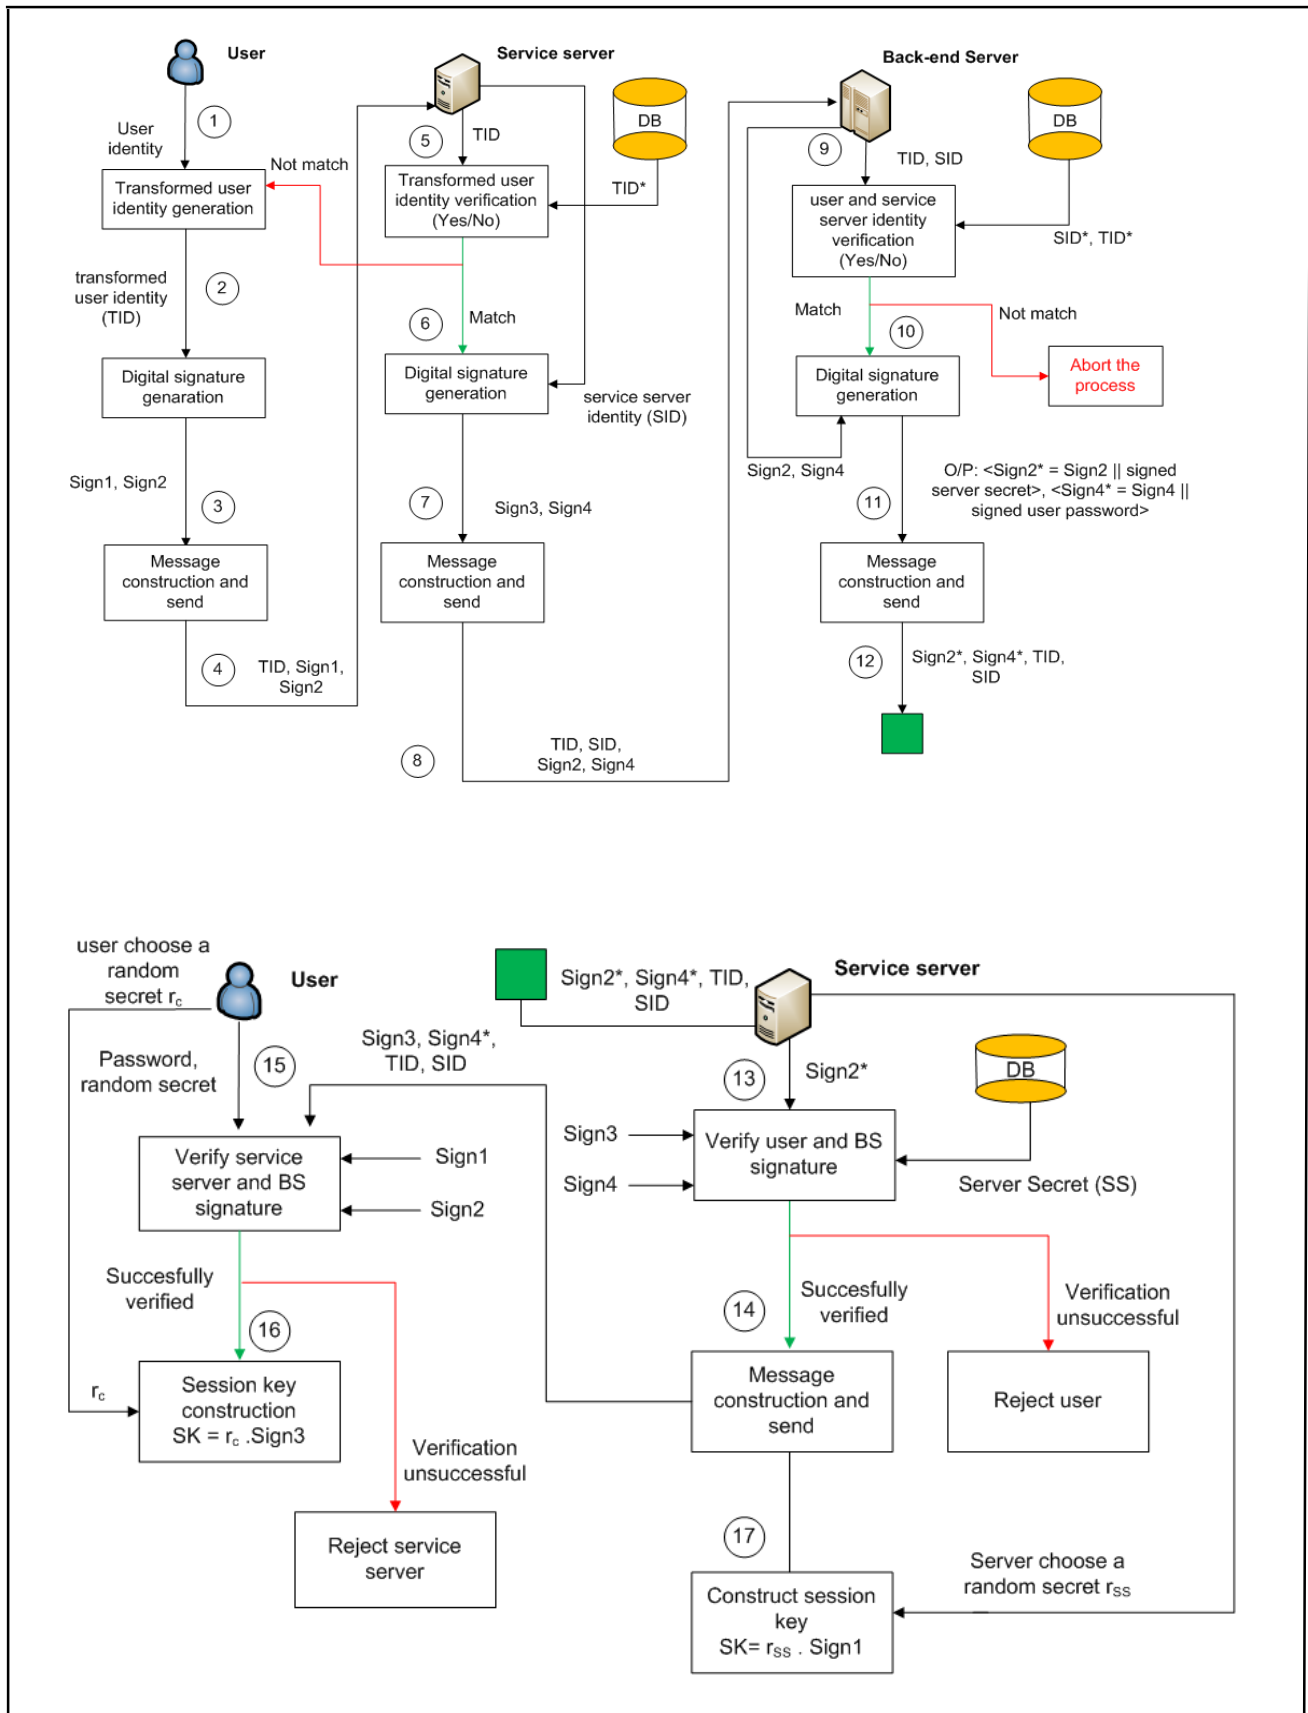 User
Service server
Back-end Server
1
User
identity
Not match
Transformed user
identity generation
transformed
user identity
(TID)
2
Digital signature
genaration
Sign1, Sign2
3
Message
construction and
send
4
TID, Sign1,
Sign2
5
TID
DB
TID*
Transformed user
identity verification
(Yes/No)
6
Match
Digital signature
generation
service server
identity (SID)
7
Sign3, Sign4
Message
construction and
send
8
TID, SID,
Sign2, Sign4
9
TID, SID
DB
user and service
server identity
verification
(Yes/No)
SID*, TID*
Match
10
Not match
Digital signature
generation
Abort the
process
Sign2, Sign4
O/P: <Sign2* = Sign2 || signed
server secret>, <Sign4* = Sign4 ||
signed user password>
11
Message
construction and
send
12
Sign2*, Sign4*, TID,
SID
user choose a
random
secret rc
User
Sign2*, Sign4*, TID,
SID
Service server
Password,
random secret
15
Sign3, Sign4*,
TID, SID
13
Sign2*
DB
Verify service
server and BS
signature
Sign1
Sign2
Sign3
Sign4
Verify user and BS
signature
Server Secret (SS)
Succesfully
verified
16
14
Succesfully
verified
Verification
unsuccessful
rc
Session key
construction
SK = rc .Sign3
Message
construction and
send
Reject user
Verification
unsuccessful
Reject service
server
17
Server choose a
random secret rSS
Construct session
key
SK= rSS . Sign1